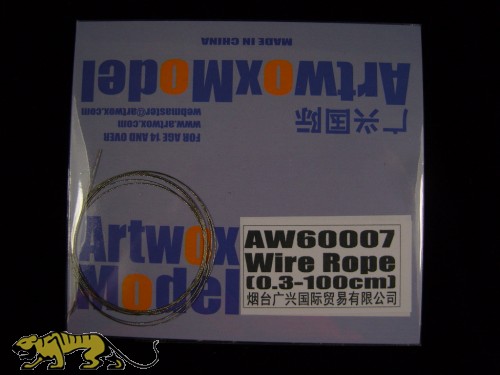 MADE IN CHINA
ArtwoxModel
广兴国际
webmaster@artwox.com
www.artwox.com
FOR AGE 14 AND OVER
Artwox
Model
AW60007
Wire Rope
(0.3-100cm)
烟台广兴国际贸易有限公司